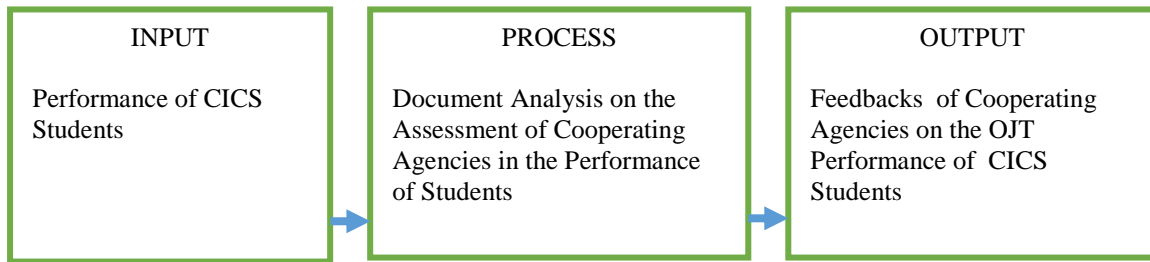 INPUT
Performance of CICS
Students
PROCESS
Document Analysis on the
Assessment of Cooperating
Agencies in the Performance
of Students
OUTPUT
Feedbacks of Cooperating
Agencies on the OJT
Performance of CICS
Students